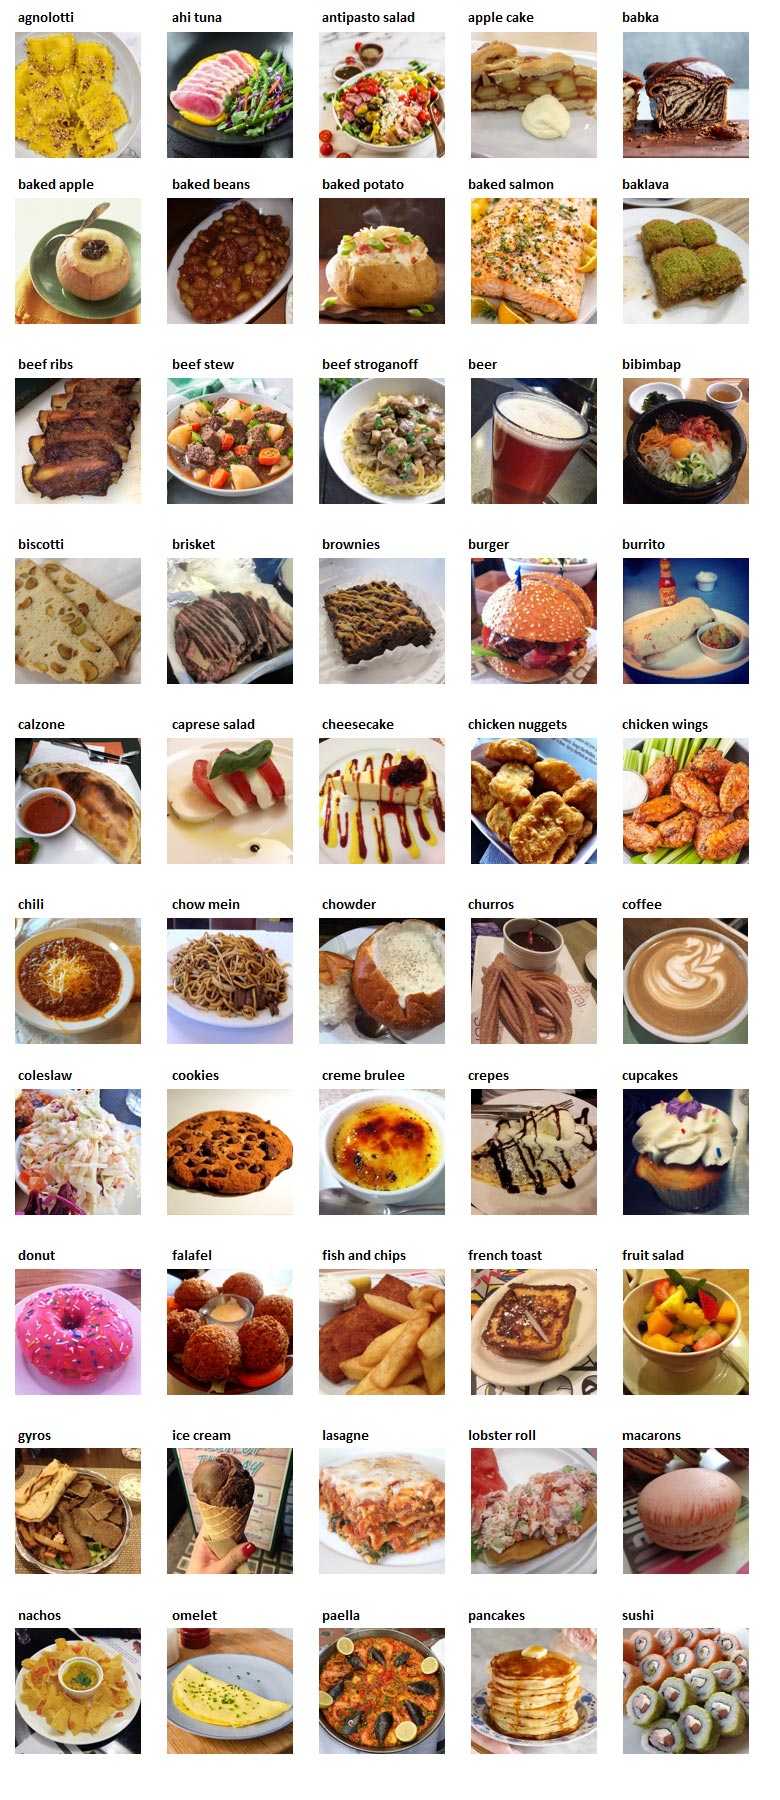 agnolotti ahi tuna antipasto salad apple cake babka
baked apple baked beans baked potato baked salmon baklava
beef ribs beef stew beef stroganoff beer bibimbap
biscotti brisket brownies burger burrito
calzone caprese salad cheesecake chicken nuggets chicken wings
chili chow mein chowder churros coffee
coleslaw cookies creme brulee crepes cupcakes
donut falafel fish and chips french toast fruit salad
gyros ice cream lasagne lobster roll macarons
nachos omelet paella pancakes sushi